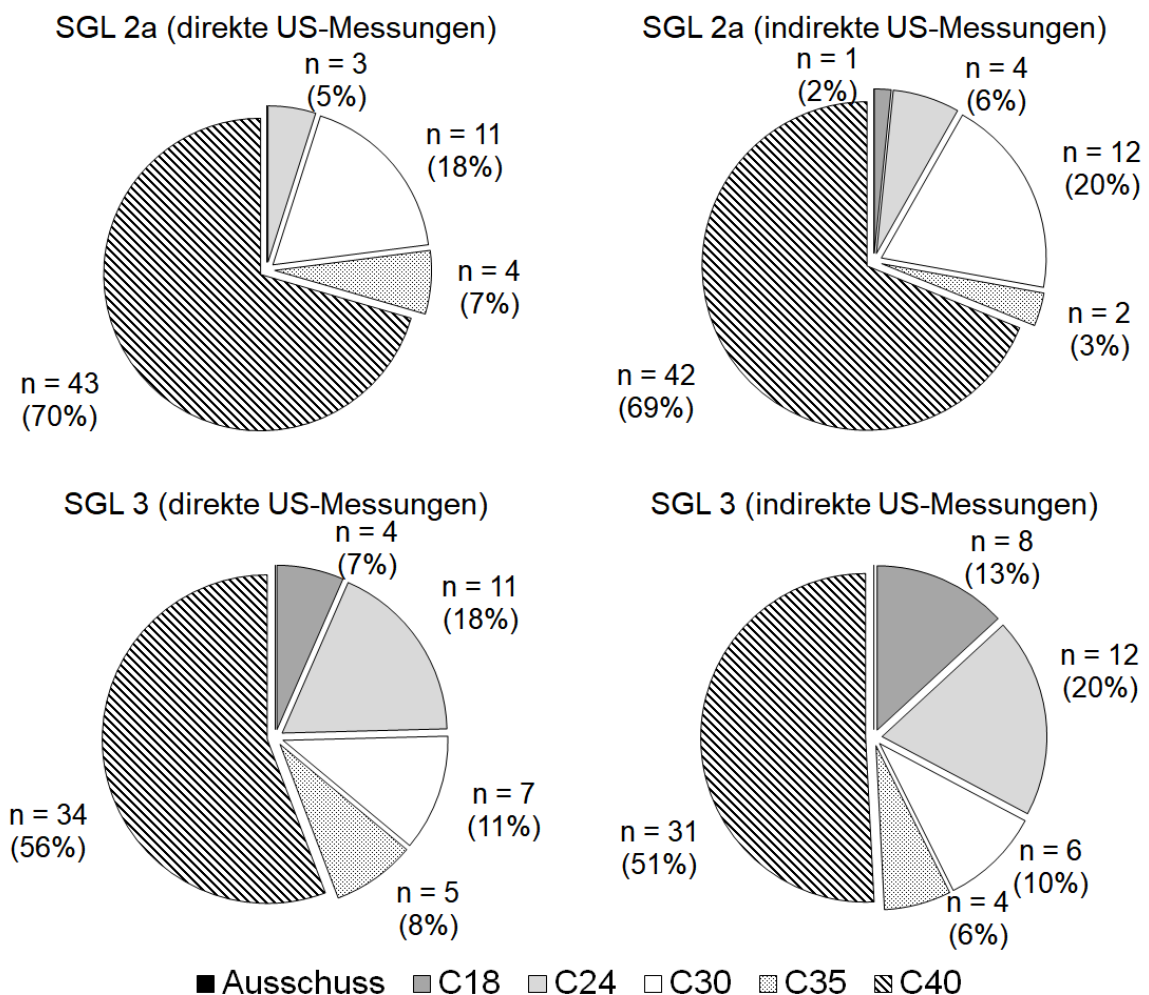 SGL 2a (direkte US-Messungen)
n = 3
(5%)
n = 11
(18%)
n = 4
(7%)
n = 43
(70%)
SGL 2a (indirekte US-Messungen)
n = 1
(2%)
n = 4
(6%)
n = 12
(20%)
n = 2
(3%)
n = 42
(69%)
SGL 3 (direkte US-Messungen)
n = 4
(7%)
n = 11
(18%)
n = 7
(11%)
n = 5
(8%)
n = 34
(56%)
SGL 3 (indirekte US-Messungen)
n = 8
(13%)
n = 12
(20%)
n = 6
(10%)
n = 4
(6%)
n = 31
(51%)
Ausschuss C18 C24 C30 C35 C40